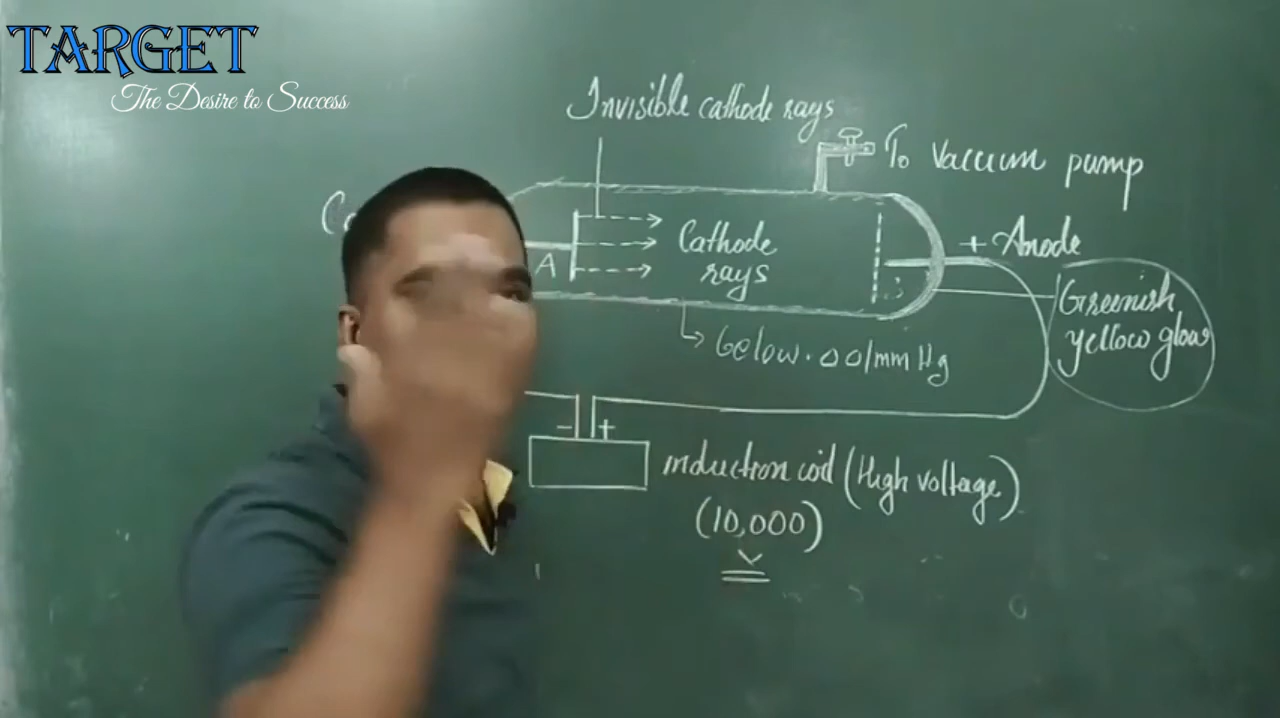 TARGET
The Desire to Success
Invisible cathode rays
To Vaccum pump
+ Anode
A
Cathode
rays
Greenish
yellow glow
Below .001mm Hg
- +
induction coil (High voltage)
(10,000)
V